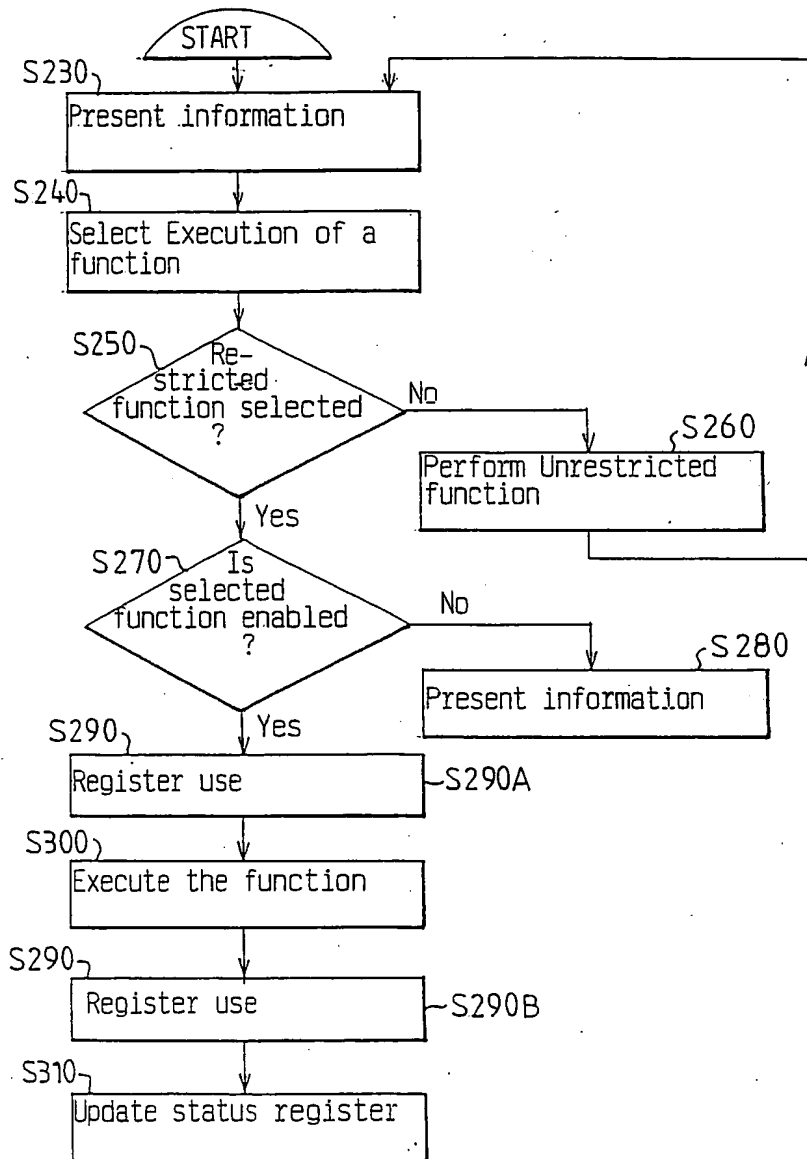 START
S230
Present information
S240
Select Execution of a
function
S250
Re-
stricted
function selected
?
No
S260
Perform Unrestricted
function
Yes
S270
Is
selected
function enabled
?
No
S280
Present information
Yes
S290
Register use
S290A
S300
Execute the function
S290
Register use
S290B
S310
Update status register